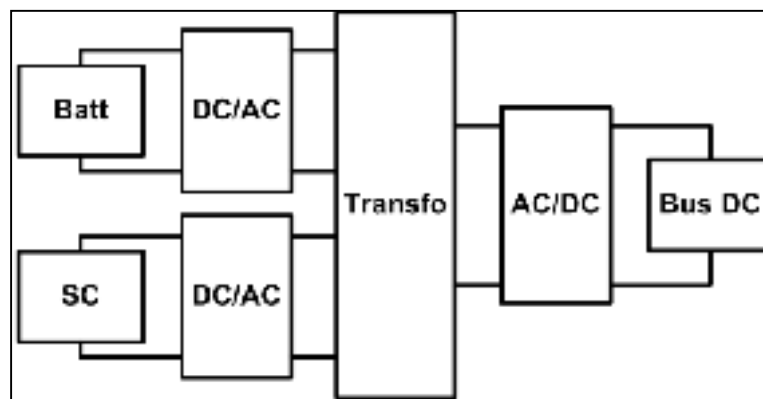 Batt
DC/AC
Transfo
AC/DC
Bus DC
SC
DC/AC